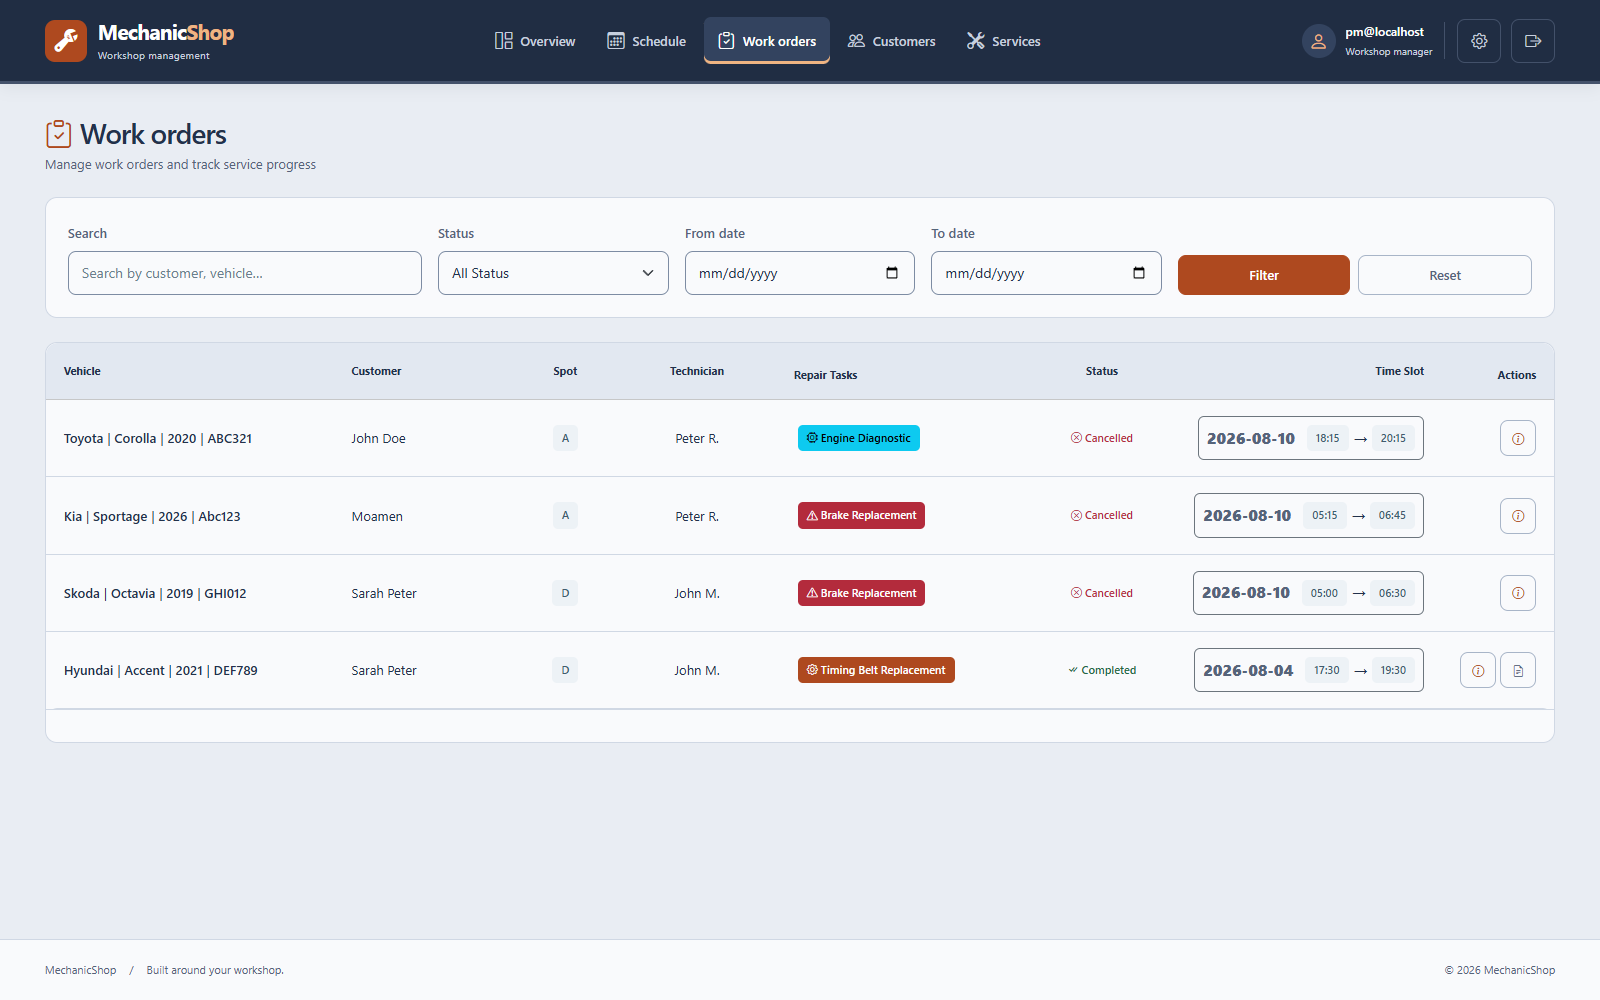 MechanicShop
Workshop management
Overview
Schedule
Work orders
Customers
Services
pm@localhost
Workshop manager
Work orders
Manage work orders and track service progress
Search
Status
From date
To date
Search by customer, vehicle...
All Status
mm/dd/yyyy
mm/dd/yyyy
Filter
Reset
Vehicle Customer Spot Technician Repair Tasks Status Time Slot Actions
Toyota | Corolla | 2020 | ABC321 John Doe A Peter R. Engine Diagnostic Cancelled 2026-08-10 18:15 → 20:15
Kia | Sportage | 2026 | Abc123 Moamen A Peter R. Brake Replacement Cancelled 2026-08-10 05:15 → 06:45
Skoda | Octavia | 2019 | GHI012 Sarah Peter D John M. Brake Replacement Cancelled 2026-08-10 05:00 → 06:30
Hyundai | Accent | 2021 | DEF789 Sarah Peter D John M. Timing Belt Replacement Completed 2026-08-04 17:30 → 19:30
MechanicShop / Built around your workshop.
© 2026 MechanicShop